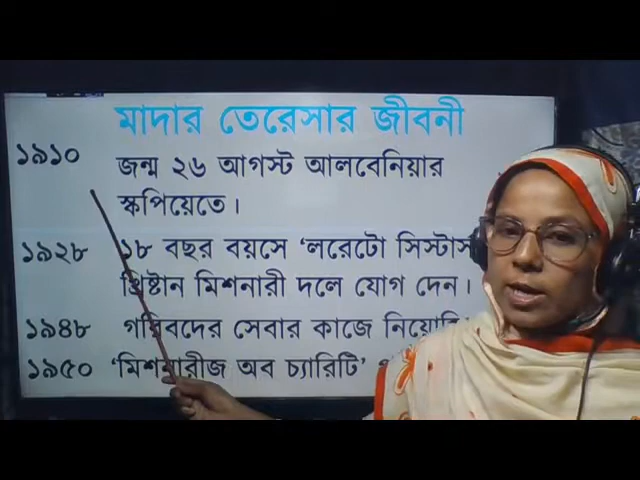 মাদার তেরেসার জীবনী
১৯১০ জন্ম ২৬ আগস্ট আলবেনিয়ার
স্কপিয়েতে।
১৯২৮ ১৮ বছর বয়সে ‘লরেটো সিস্টাস
খ্রিষ্টান মিশনারী দলে যোগ দেন।
১৯৪৮ গরিবদের সেবার কাজে
১৯৫০ ‘মিশনারীজ অব চ্যারিটি’